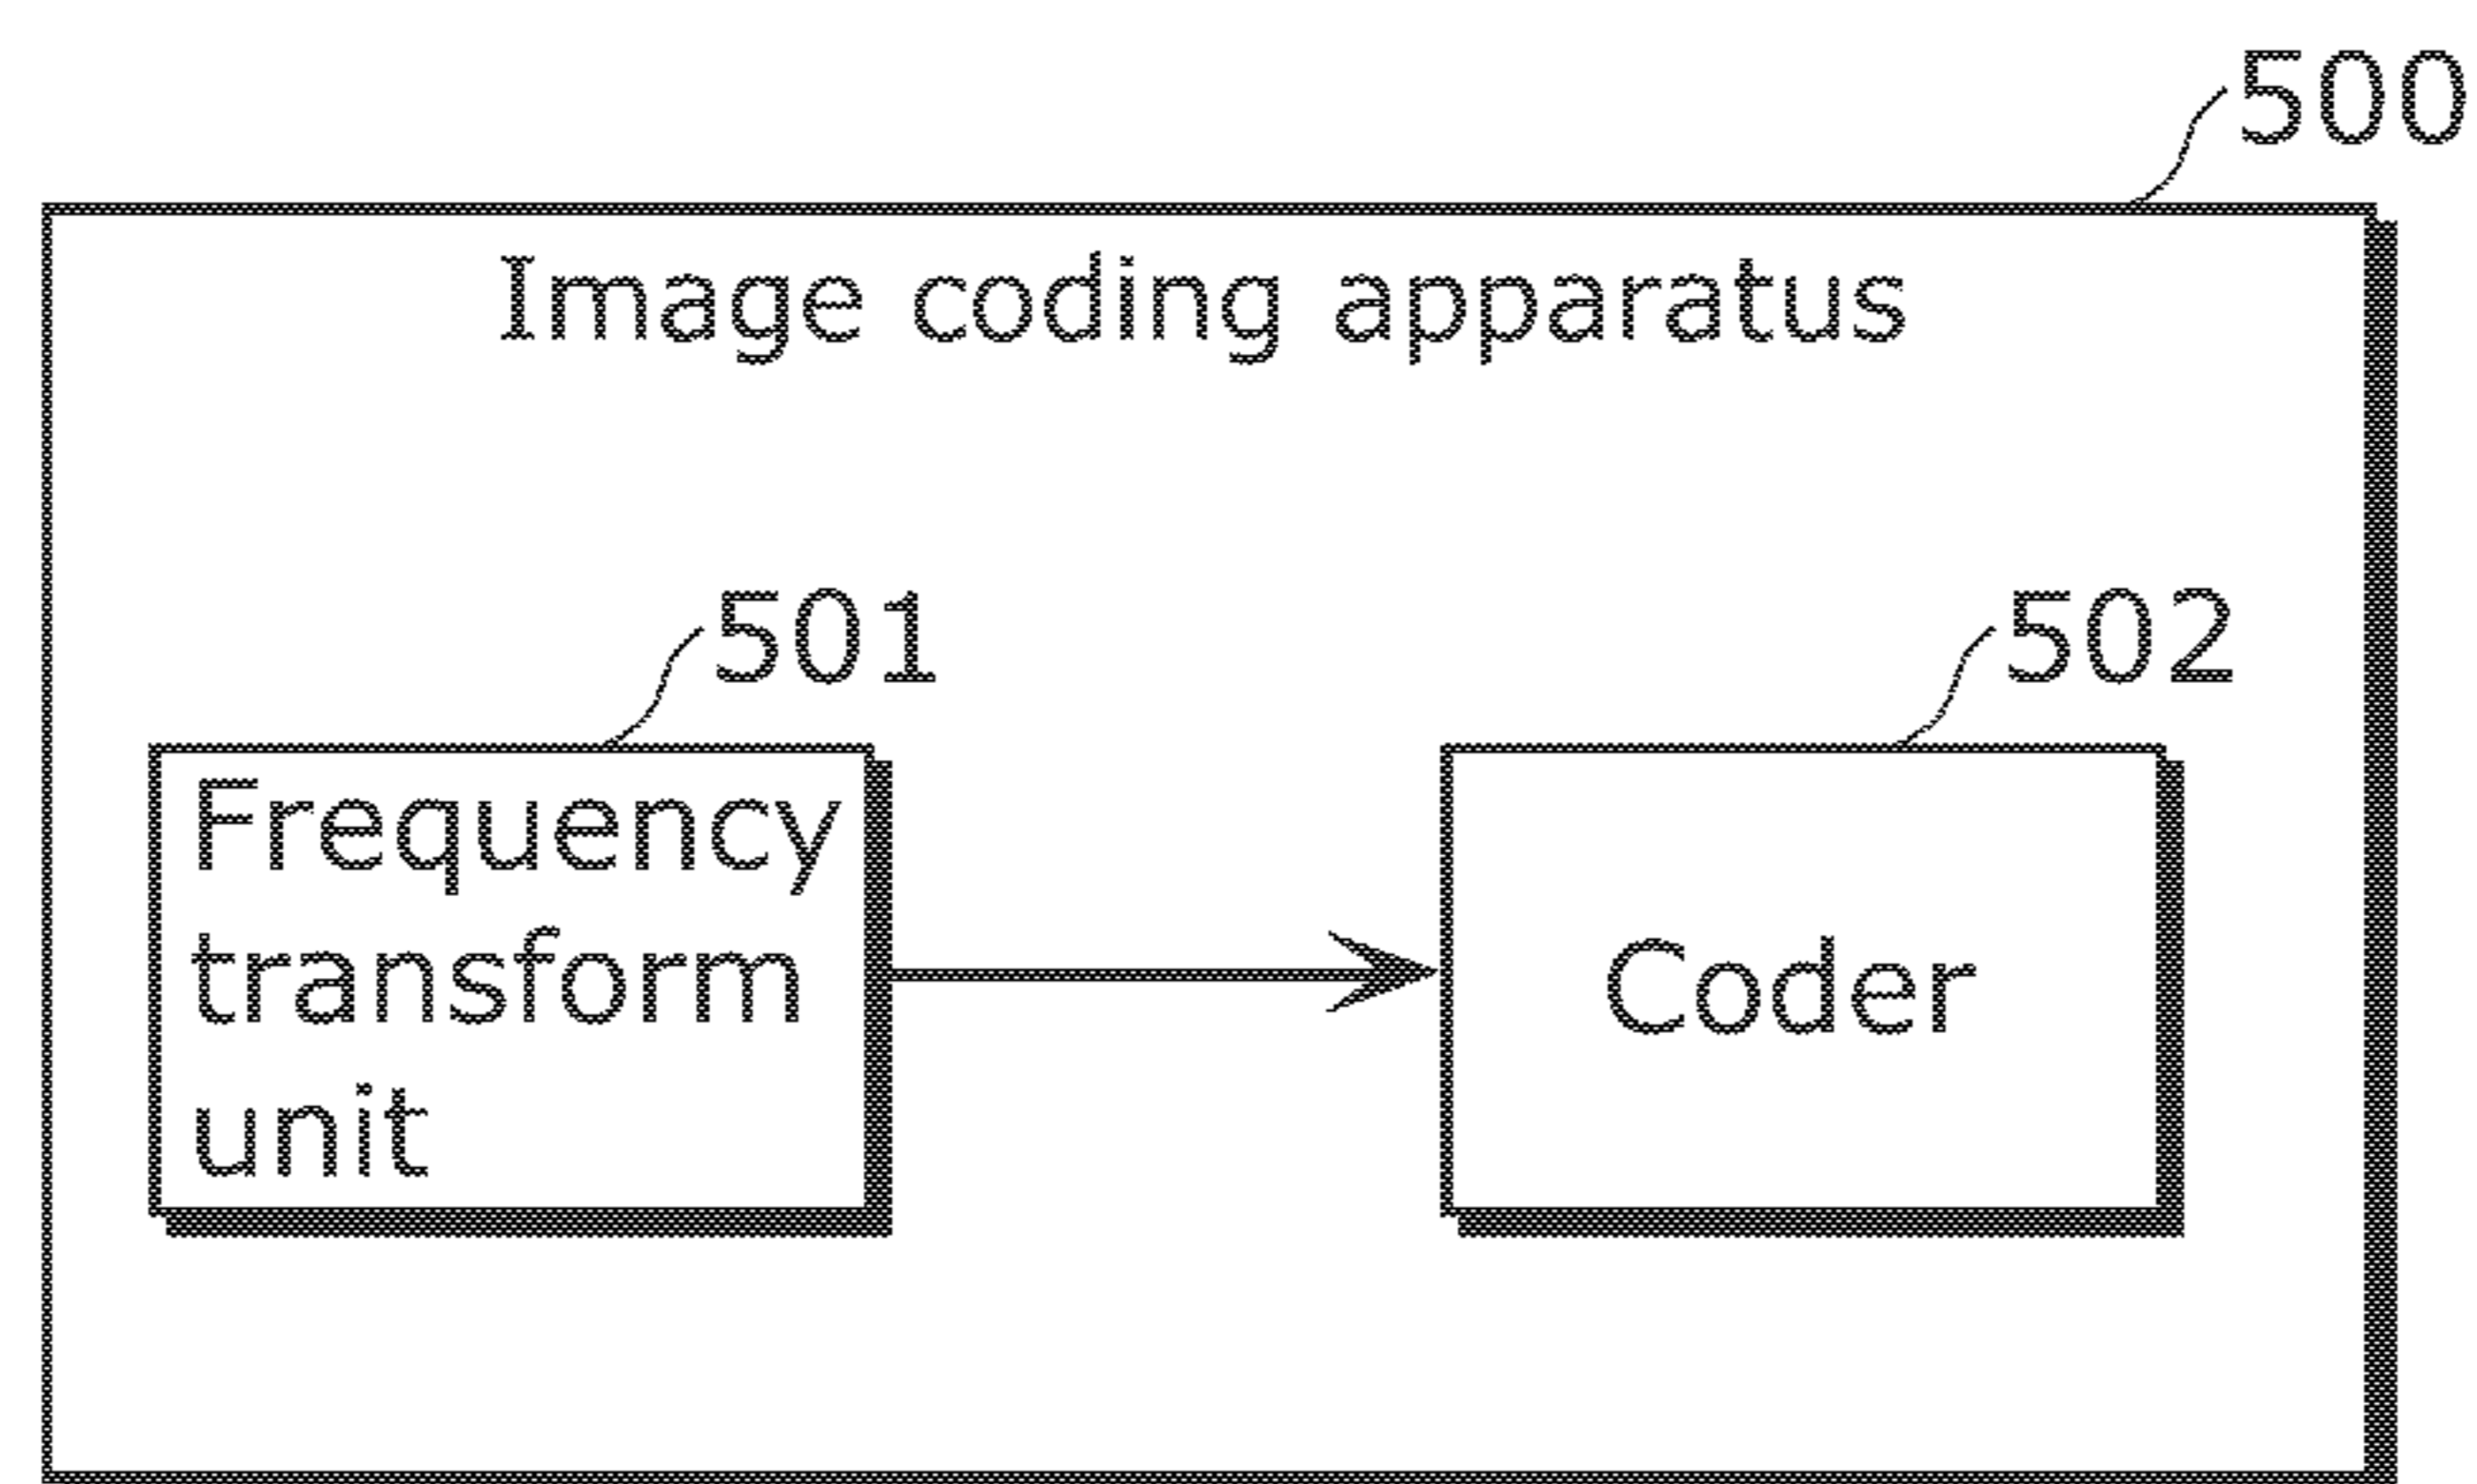 500
Image coding apparatus
501
502
Frequency
transform
unit
Coder